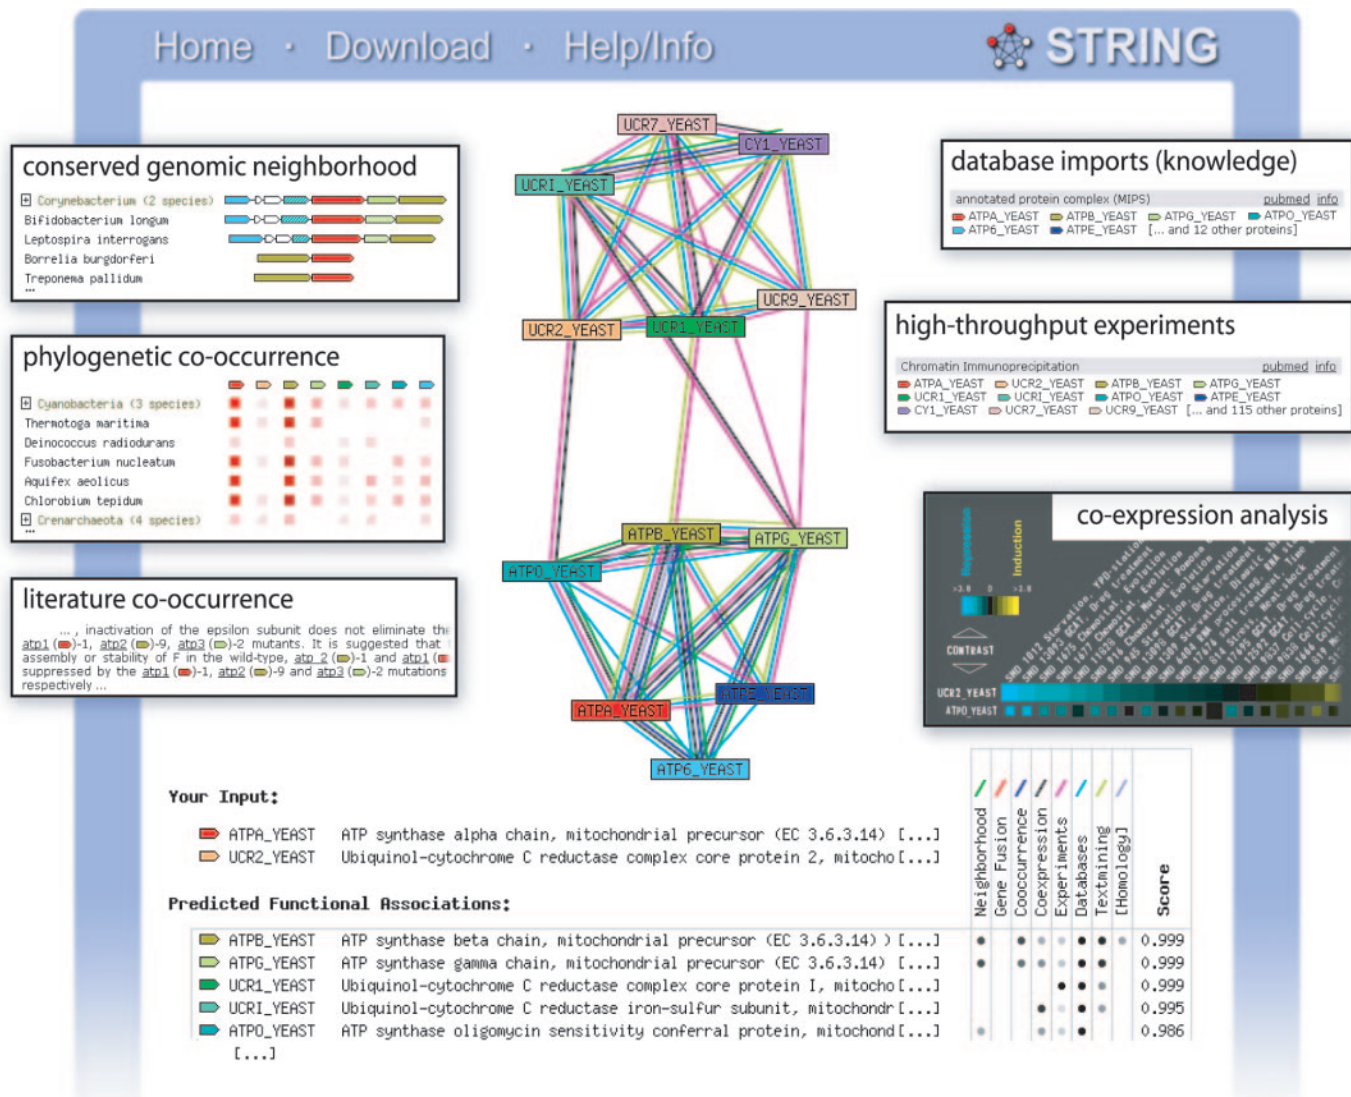 Home · Download · Help/Info
STRING
conserved genomic neighborhood
Corynebacterium (2 species)
Bifidobacterium longum
Leptospira interrogans
Borrelia burgdorferi
Treponema pallidum
...
phylogenetic co-occurrence
Cyanobacteria (3 species)
Thermotoga maritima
Deinococcus radiodurans
Fusobacterium nucleatum
Aquifex aeolicus
Chlorobium tepidum
Crenarchaeota (4 species)
...
literature co-occurrence
... , inactivation of the epsilon subunit does not eliminate the
atp1 ( )-1, atp2 ( )-9, atp3 ( )-2 mutants. It is suggested that
assembly or stability of F in the wild-type, atp 2 ( )-1 and atp1 (
suppressed by the atp1 ( )-1, atp2 ( )-9 and atp3 ( )-2 mutations
respectively ...
UCR7_YEAST
CY1_YEAST
UCRI_YEAST
UCR9_YEAST
UCR2_YEAST
UCR1_YEAST
ATPB_YEAST
ATPG_YEAST
ATPO_YEAST
ATPE_YEAST
ATPA_YEAST
ATP6_YEAST
database imports (knowledge)
annotated protein complex (MIPS) pubmed info
ATPA_YEAST ATPB_YEAST ATPG_YEAST ATPO_YEAST
ATP6_YEAST ATPE_YEAST [... and 12 other proteins]
high-throughput experiments
Chromatin Immunoprecipitation pubmed info
ATPA_YEAST UCR2_YEAST ATPB_YEAST ATPG_YEAST
UCR1_YEAST UCRI_YEAST ATPO_YEAST ATPE_YEAST
CY1_YEAST UCR7_YEAST UCR9_YEAST [... and 115 other proteins]
co-expression analysis
Repression
Induction
>3.0 0 >3.0
CONTRAST
UCR2_YEAST
ATPO_YEAST
Your Input:
ATPA_YEAST ATP synthase alpha chain, mitochondrial precursor (EC 3.6.3.14) [...]
UCR2_YEAST Ubiquinol-cytochrome C reductase complex core protein 2, mitocho[...]
Neighborhood
Gene Fusion
Cooccurrence
Coexpression
Experiments
Databases
Textmining
[Homology]
Score
Predicted Functional Associations:
ATPB_YEAST ATP synthase beta chain, mitochondrial precursor (EC 3.6.3.14) ) [...] 0.999
ATPG_YEAST ATP synthase gamma chain, mitochondrial precursor (EC 3.6.3.14) [...] 0.999
UCR1_YEAST Ubiquinol-cytochrome C reductase complex core protein I, mitocho[...] 0.999
UCRI_YEAST Ubiquinol-cytochrome C reductase iron-sulfur subunit, mitochondr[...] 0.995
ATPO_YEAST ATP synthase oligomycin sensitivity conferral protein, mitochond[...] 0.986
[...]